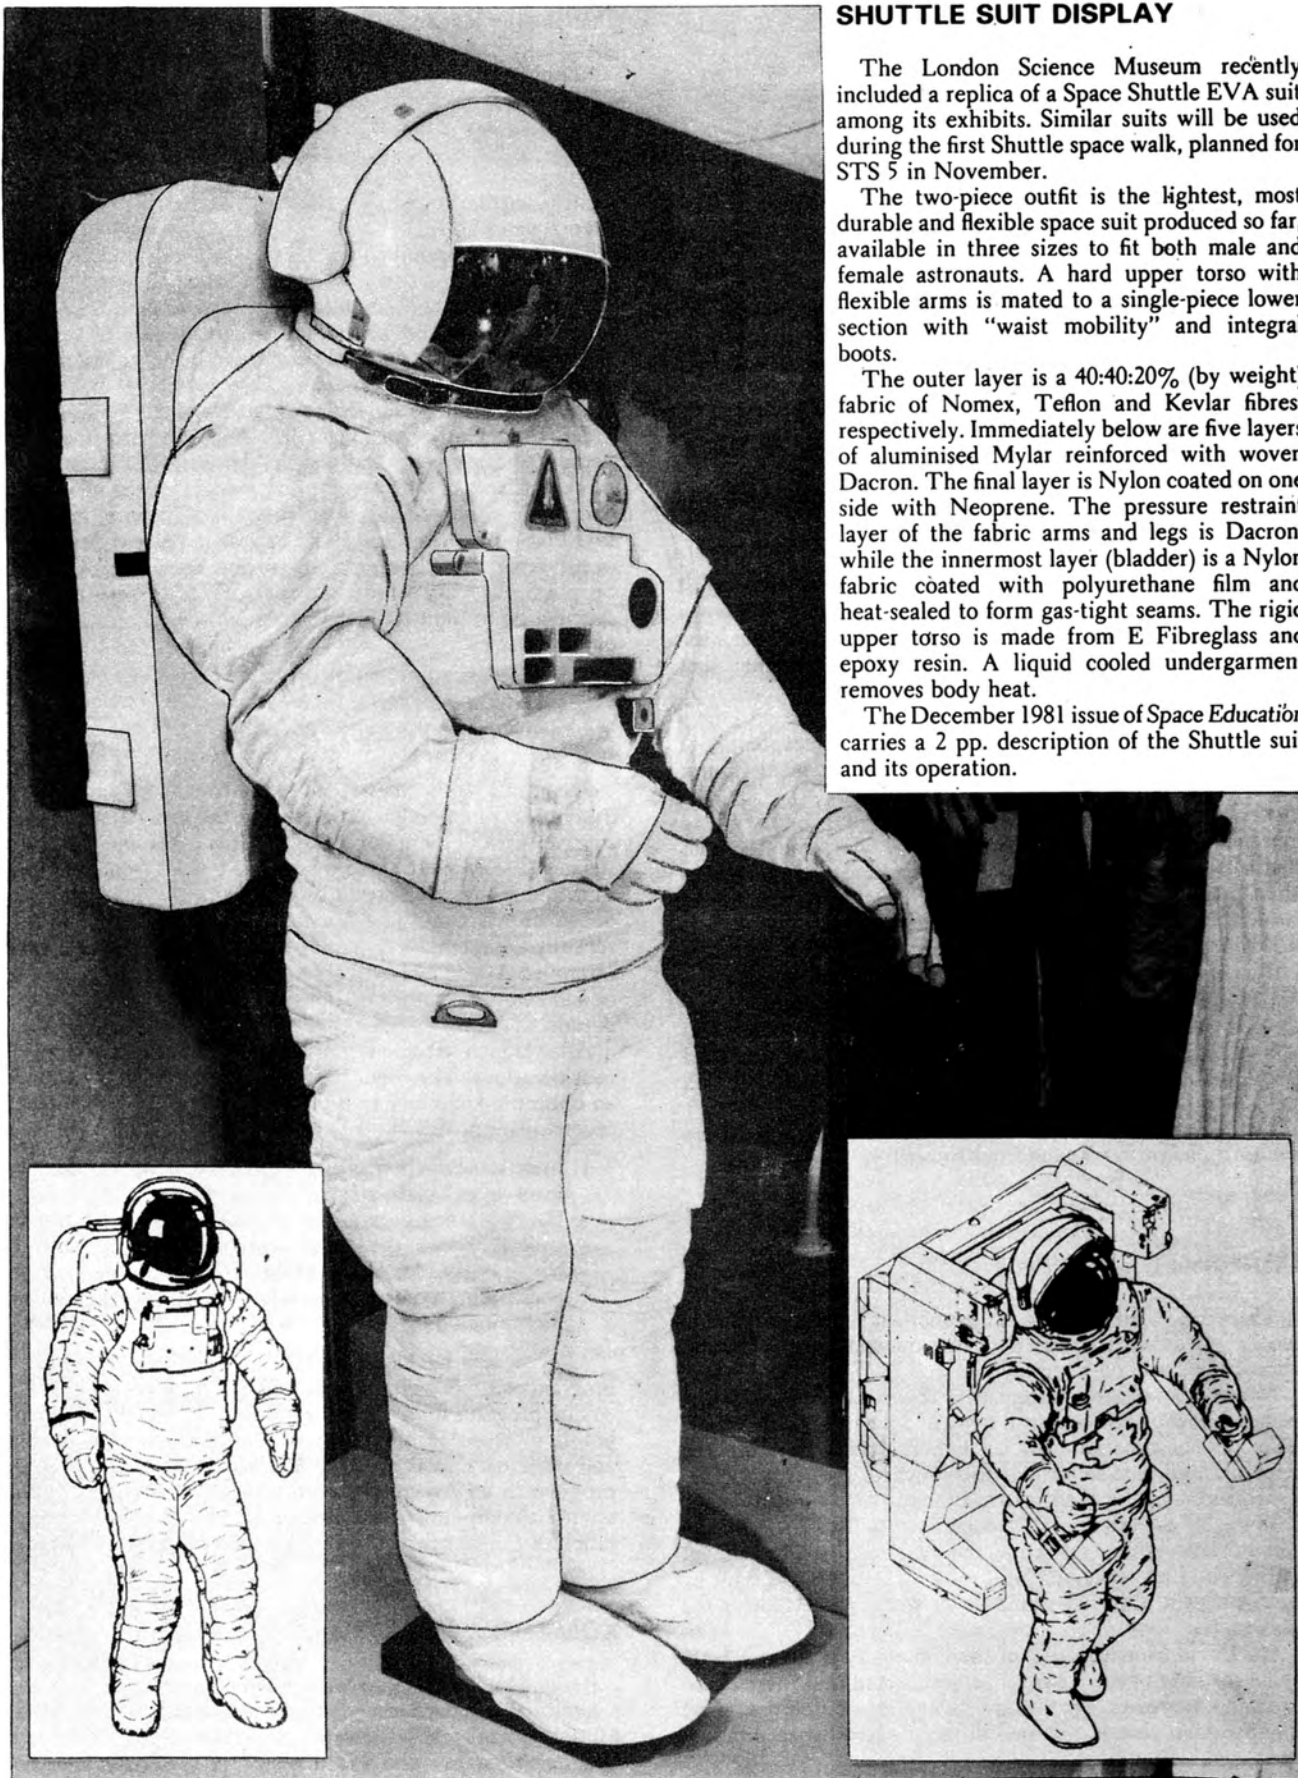 SHUTTLE SUIT DISPLAY
The London Science Museum recently
included a replica of a Space Shuttle EVA suit
among its exhibits. Similar suits will be used
during the first Shuttle space walk, planned for
STS 5 in November.
The two-piece outfit is the lightest, most
durable and flexible space suit produced so far,
available in three sizes to fit both male and
female astronauts. A hard upper torso with
flexible arms is mated to a single-piece lower
section with “waist mobility” and integral
boots.
The outer layer is a 40:40:20% (by weight)
fabric of Nomex, Teflon and Kevlar fibres,
respectively. Immediately below are five layers
of aluminised Mylar reinforced with woven
Dacron. The final layer is Nylon coated on one
side with Neoprene. The pressure restraint
layer of the fabric arms and legs is Dacron,
while the innermost layer (bladder) is a Nylon
fabric coated with polyurethane film and
heat-sealed to form gas-tight seams. The rigid
upper torso is made from E Fibreglass and
epoxy resin. A liquid cooled undergarment
removes body heat.
The December 1981 issue of Space Education
carries a 2 pp. description of the Shuttle suit
and its operation.